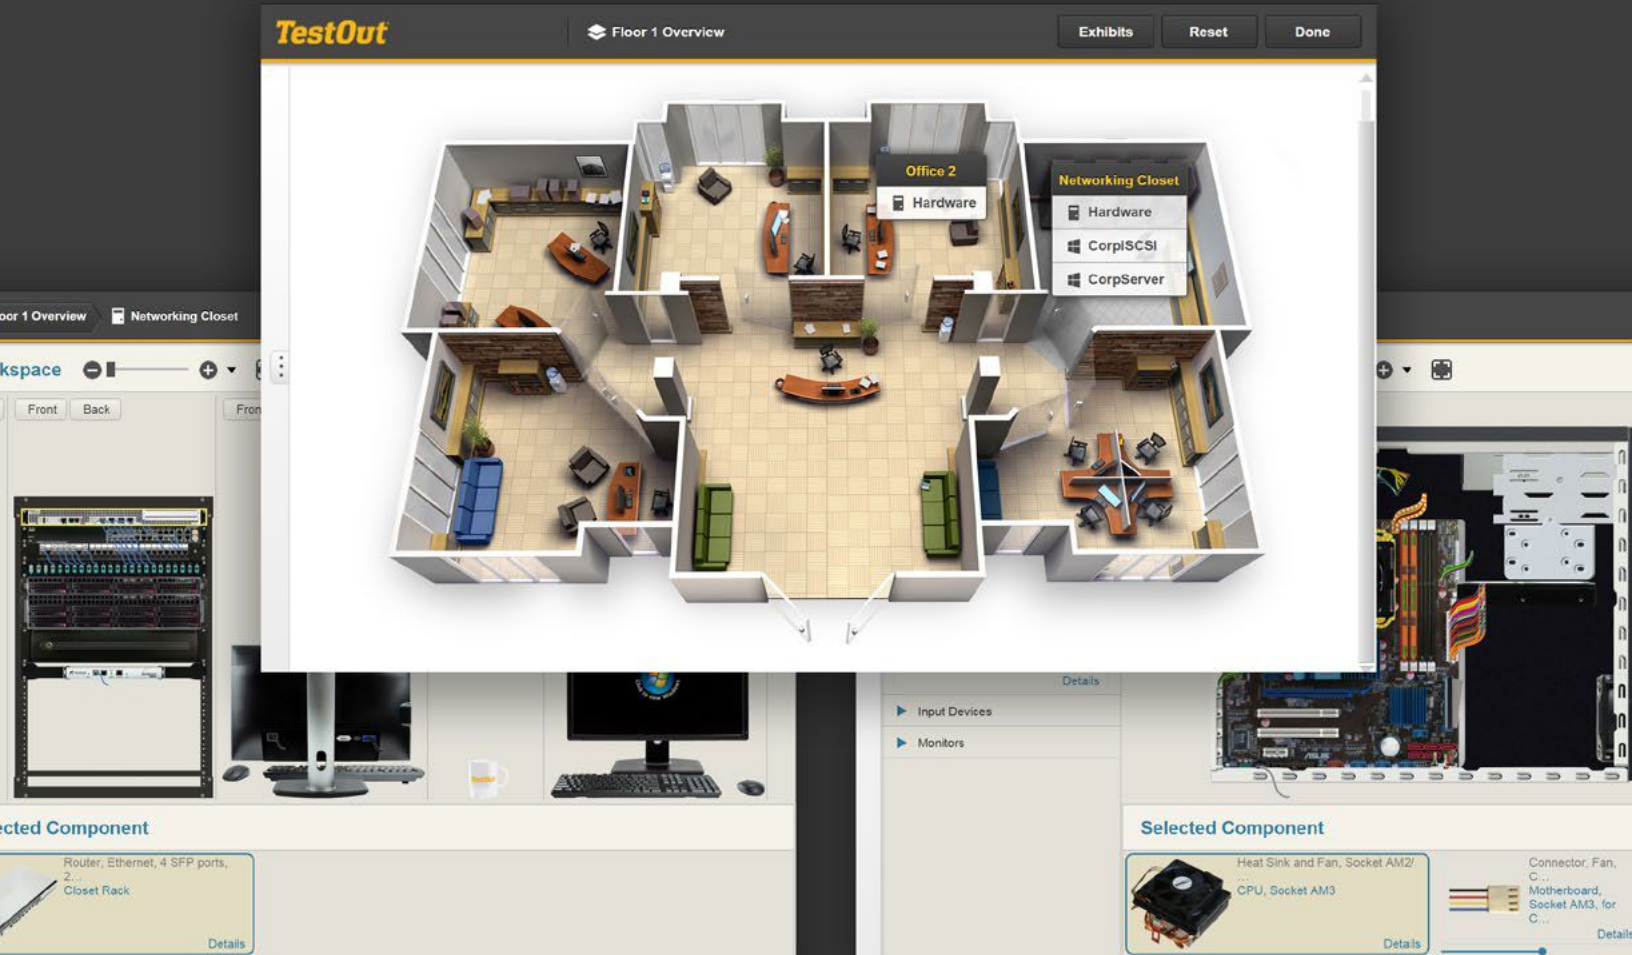 TestOut
Floor 1 Overview
Exhibits
Reset
Done
Office 2
Hardware
Networking Closet
Hardware
CorpiSCSI
CorpServer
oor 1 Overview
Networking Closet
kspace
Front
Back
Fron
Details
Input Devices
Monitors
TestOut
ected Component
Router, Ethernet, 4 SFP ports,
2...
Closet Rack
Details
Selected Component
Heat Sink and Fan, Socket AM2/
...
CPU, Socket AM3
Details
Connector, Fan,
C...
Motherboard,
Socket AM3, for
C...
Details